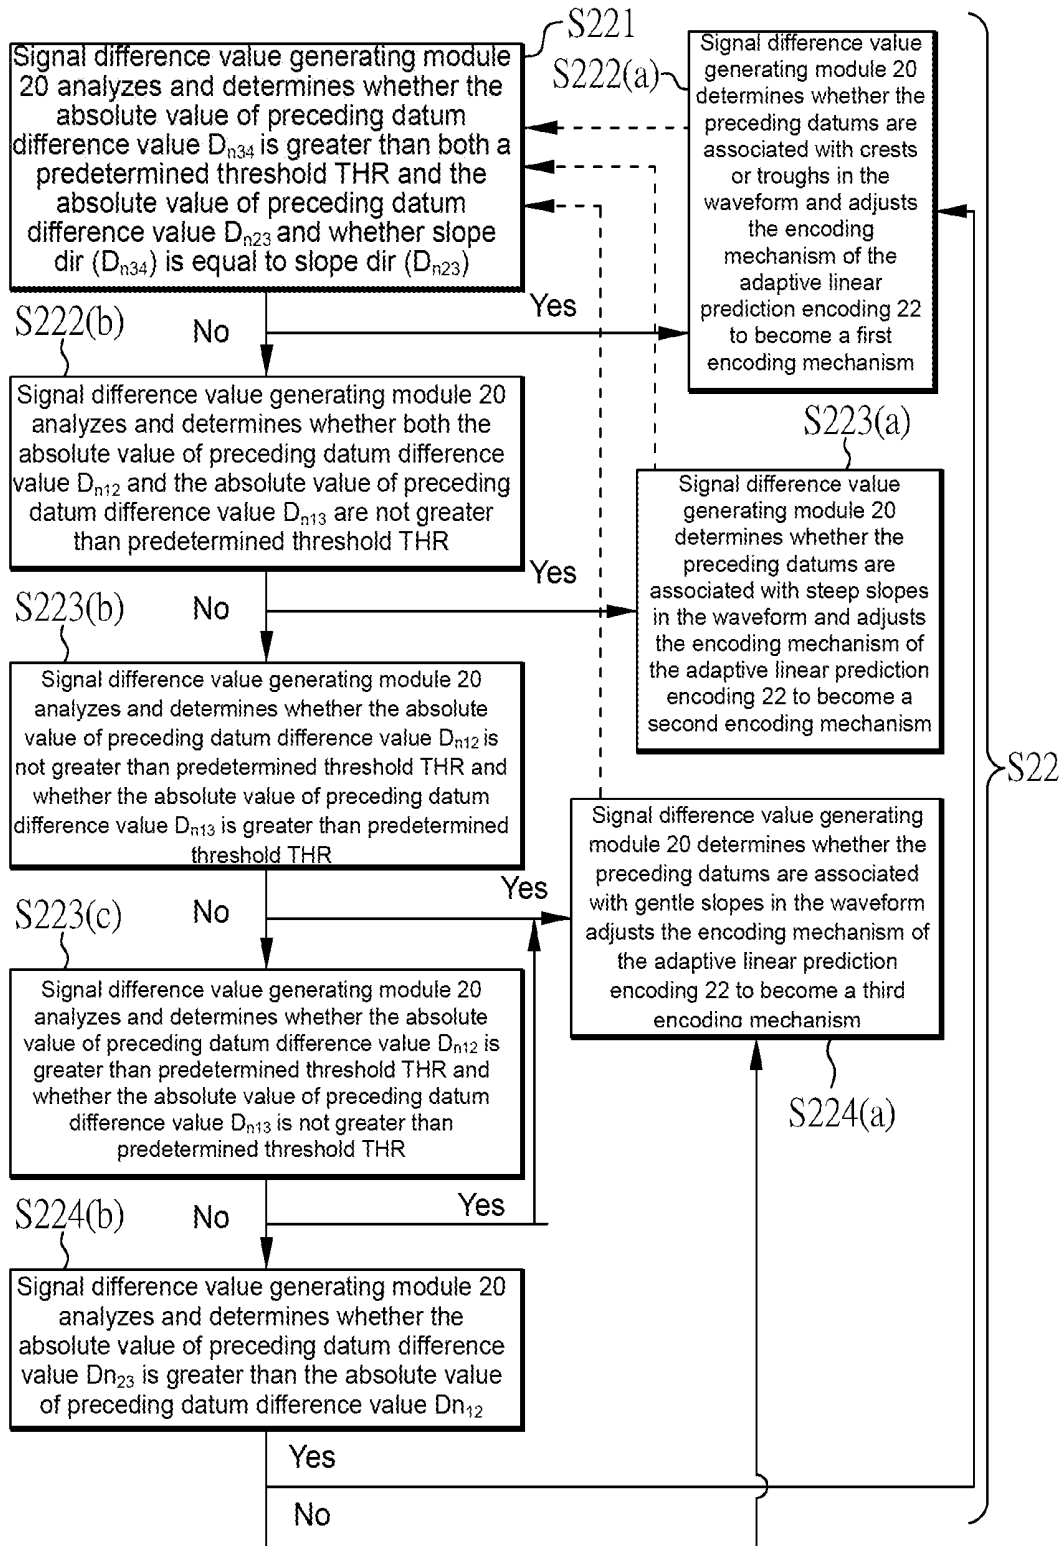 S221
Signal difference value generating module
20 analyzes and determines whether the
absolute value of preceding datum
difference value Dn34 is greater than both a
predetermined threshold THR and the
absolute value of preceding datum
difference value Dn23 and whether slope
dir (Dn34) is equal to slope dir (Dn23)
S222(a)
Signal difference value
generating module 20
determines whether the
preceding datums are
associated with crests
or troughs in the
waveform and adjusts
the encoding
mechanism of the
adaptive linear
prediction encoding 22
to become a first
encoding mechanism
Yes
No
S222(b)
Signal difference value generating module 20
analyzes and determines whether both the
absolute value of preceding datum difference
value Dn12 and the absolute value of preceding
datum difference value Dn13 are not greater
than predetermined threshold THR
S223(a)
Signal difference value
generating module 20
determines whether the
preceding datums are
associated with steep slopes
in the waveform and adjusts
the encoding mechanism of
the adaptive linear prediction
encoding 22 to become a
second encoding mechanism
Yes
No
S223(b)
Signal difference value generating module 20
analyzes and determines whether the absolute
value of preceding datum difference value Dn12 is
not greater than predetermined threshold THR and
whether the absolute value of preceding datum
difference value Dn13 is greater than predetermined
threshold THR
S22
Signal difference value generating
module 20 determines whether the
preceding datums are associated
with gentle slopes in the waveform
adjusts the encoding mechanism of
the adaptive linear prediction
encoding 22 to become a third
encoding mechanism
S224(a)
Yes
No
S223(c)
Signal difference value generating module 20
analyzes and determines whether the absolute
value of preceding datum difference value Dn12 is
greater than predetermined threshold THR and
whether the absolute value of preceding datum
difference value Dn13 is not greater than
predetermined threshold THR
Yes
No
S224(b)
Signal difference value generating module 20
analyzes and determines whether the
absolute value of preceding datum difference
value Dn23 is greater than the absolute value
of preceding datum difference value Dn12
Yes
No